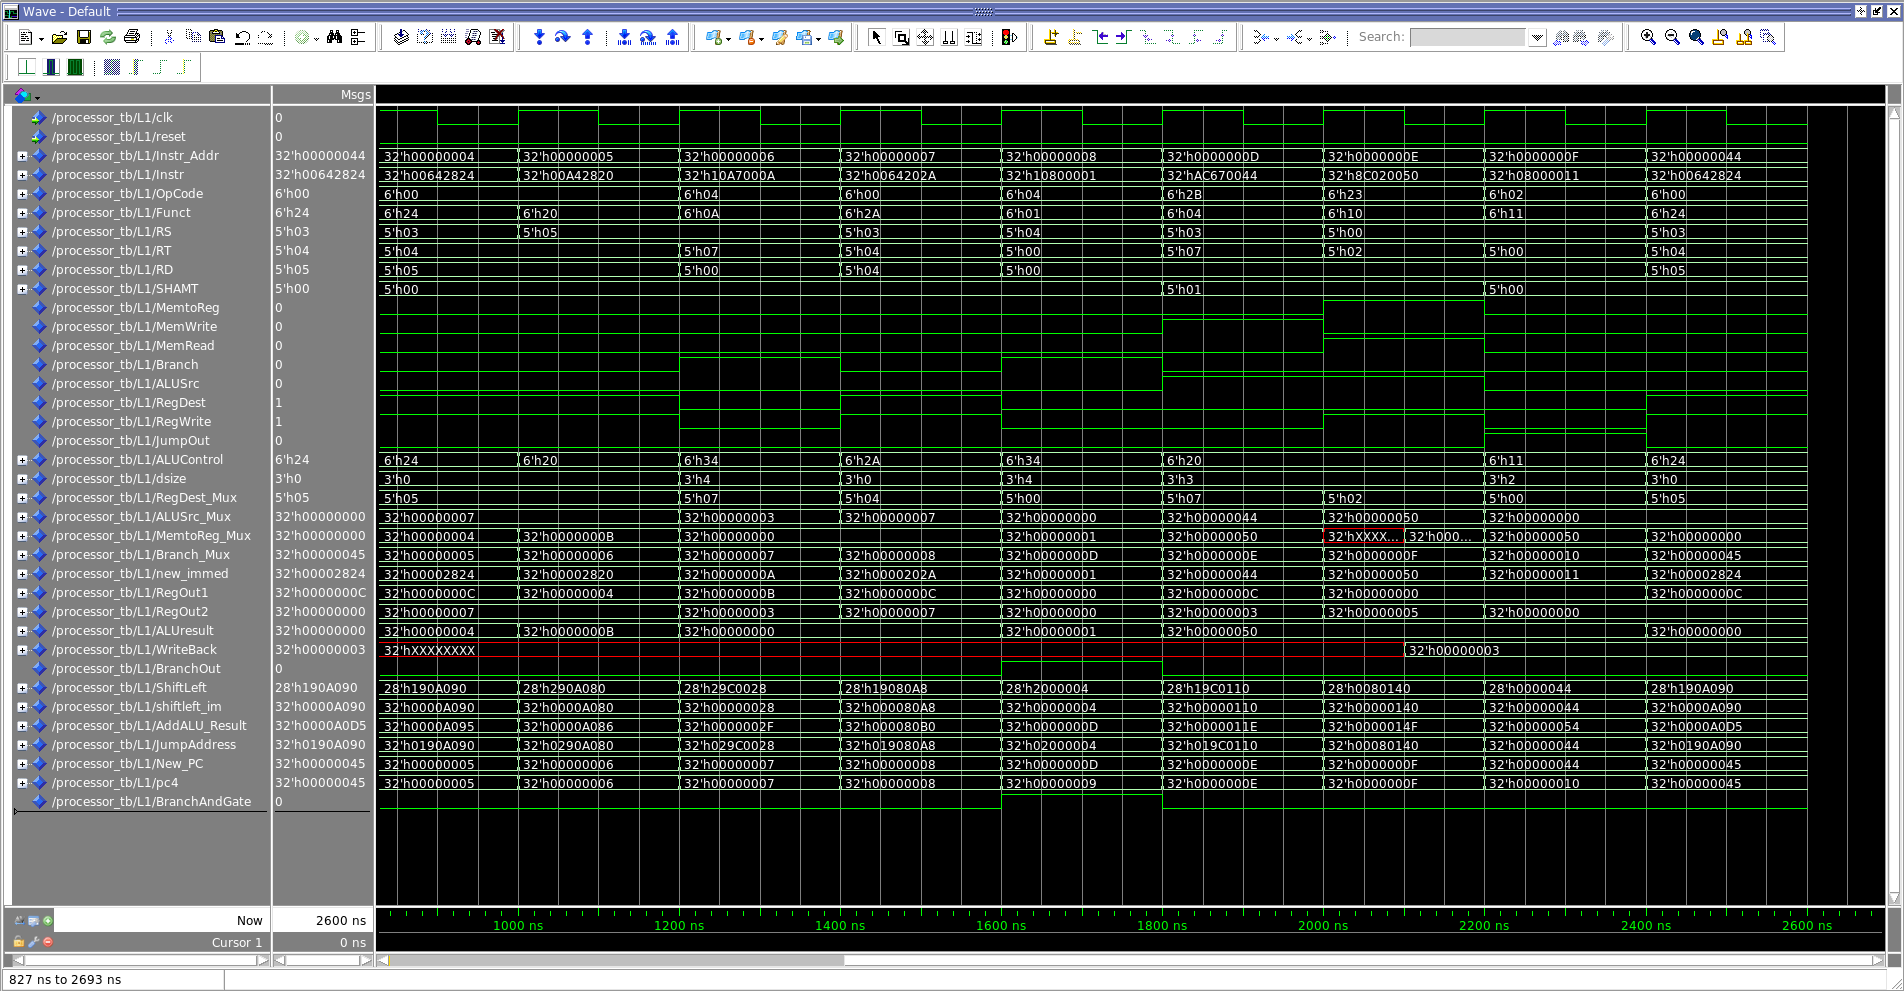 Wave - Default
Search:
Msgs
/processor_tb/L1/clk 0
/processor_tb/L1/reset 0
/processor_tb/L1/Instr_Addr 32'h00000044 32'h00000004 32'h00000005 32'h00000006 32'h00000007 32'h00000008 32'h0000000D 32'h0000000E 32'h0000000F 32'h00000044
/processor_tb/L1/Instr 32'h00642824 32'h00642824 32'h00A42820 32'h10A7000A 32'h0064202A 32'h10800001 32'hAC670044 32'h8C020050 32'h08000011 32'h00642824
/processor_tb/L1/OpCode 6'h00 6'h00 6'h04 6'h00 6'h04 6'h2B 6'h23 6'h02 6'h00
/processor_tb/L1/Funct 6'h24 6'h24 6'h20 6'h0A 6'h2A 6'h01 6'h04 6'h10 6'h11 6'h24
/processor_tb/L1/RS 5'h03 5'h03 5'h05 5'h03 5'h04 5'h03 5'h00 5'h03
/processor_tb/L1/RT 5'h04 5'h04 5'h07 5'h04 5'h00 5'h07 5'h02 5'h00 5'h04
/processor_tb/L1/RD 5'h05 5'h05 5'h00 5'h04 5'h00 5'h05
/processor_tb/L1/SHAMT 5'h00 5'h00 5'h01 5'h00
/processor_tb/L1/MemtoReg 0
/processor_tb/L1/MemWrite 0
/processor_tb/L1/MemRead 0
/processor_tb/L1/Branch 0
/processor_tb/L1/ALUSrc 0
/processor_tb/L1/RegDest 1
/processor_tb/L1/RegWrite 1
/processor_tb/L1/JumpOut 0
/processor_tb/L1/ALUControl 6'h24 6'h24 6'h20 6'h34 6'h2A 6'h34 6'h20 6'h11 6'h24
/processor_tb/L1/dsize 3'h0 3'h0 3'h4 3'h0 3'h4 3'h3 3'h2 3'h0
/processor_tb/L1/RegDest_Mux 5'h05 5'h05 5'h07 5'h04 5'h00 5'h07 5'h02 5'h00 5'h05
/processor_tb/L1/ALUSrc_Mux 32'h00000000 32'h00000007 32'h00000003 32'h00000007 32'h00000000 32'h00000044 32'h00000050 32'h00000000
/processor_tb/L1/MemtoReg_Mux 32'h00000000 32'h00000004 32'h0000000B 32'h00000000 32'h00000001 32'h00000050 32'hXXXX... 32'h000... 32'h00000050 32'h00000000
/processor_tb/L1/Branch_Mux 32'h00000045 32'h00000005 32'h00000006 32'h00000007 32'h00000008 32'h0000000D 32'h0000000E 32'h0000000F 32'h00000010 32'h00000045
/processor_tb/L1/new_immed 32'h00002824 32'h00002824 32'h00002820 32'h0000000A 32'h0000202A 32'h00000001 32'h00000044 32'h00000050 32'h00000011 32'h00002824
/processor_tb/L1/RegOut1 32'h0000000C 32'h0000000C 32'h00000004 32'h0000000B 32'h0000000C 32'h00000000 32'h0000000C 32'h00000000 32'h0000000C
/processor_tb/L1/RegOut2 32'h00000000 32'h00000007 32'h00000003 32'h00000007 32'h00000000 32'h00000003 32'h00000005 32'h00000000
/processor_tb/L1/ALUresult 32'h00000000 32'h00000004 32'h0000000B 32'h00000000 32'h00000001 32'h00000050 32'h00000000
/processor_tb/L1/WriteBack 32'h00000003 32'hXXXXXXXX 32'h00000003
/processor_tb/L1/BranchOut 0
/processor_tb/L1/ShiftLeft 28'h190A090 28'h190A090 28'h290A080 28'h29C0028 28'h19080A8 28'h2000004 28'h19C0110 28'h0080140 28'h0000044 28'h190A090
/processor_tb/L1/shiftleft_im 32'h0000A090 32'h0000A090 32'h0000A080 32'h00000028 32'h000080A8 32'h00000004 32'h00000110 32'h00000140 32'h00000044 32'h0000A090
/processor_tb/L1/AddALU_Result 32'h0000A0D5 32'h0000A095 32'h0000A086 32'h0000002F 32'h000080B0 32'h0000000D 32'h0000011E 32'h0000014F 32'h00000054 32'h0000A0D5
/processor_tb/L1/JumpAddress 32'h0190A090 32'h0190A090 32'h0290A080 32'h029C0028 32'h019080A8 32'h02000004 32'h019C0110 32'h00080140 32'h00000044 32'h0190A090
/processor_tb/L1/New_PC 32'h00000045 32'h00000005 32'h00000006 32'h00000007 32'h00000008 32'h0000000D 32'h0000000E 32'h0000000F 32'h00000044 32'h00000045
/processor_tb/L1/pc4 32'h00000045 32'h00000005 32'h00000006 32'h00000007 32'h00000008 32'h00000009 32'h0000000E 32'h0000000F 32'h00000010 32'h00000045
/processor_tb/L1/BranchAndGate 0
Now 2600 ns 1000 ns 1200 ns 1400 ns 1600 ns 1800 ns 2000 ns 2200 ns 2400 ns 2600 ns
Cursor 1 0 ns
827 ns to 2693 ns